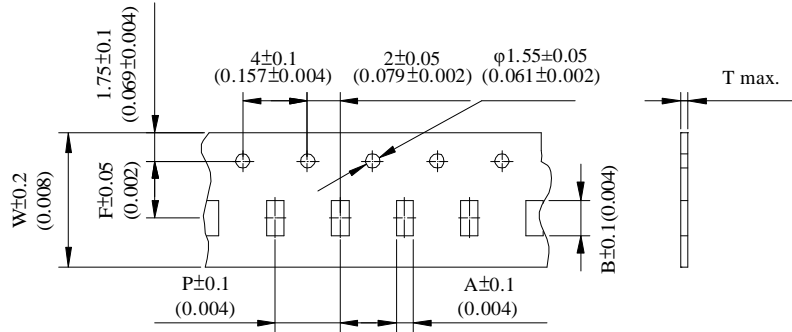 1.75±0.1
(0.069±0.004)
4±0.1
(0.157±0.004)
2±0.05
(0.079±0.002)
φ1.55±0.05
(0.061±0.002)
T max.
W±0.2
(0.008)
F±0.05
(0.002)
B±0.1(0.004)
P±0.1
(0.004)
A±0.1
(0.004)